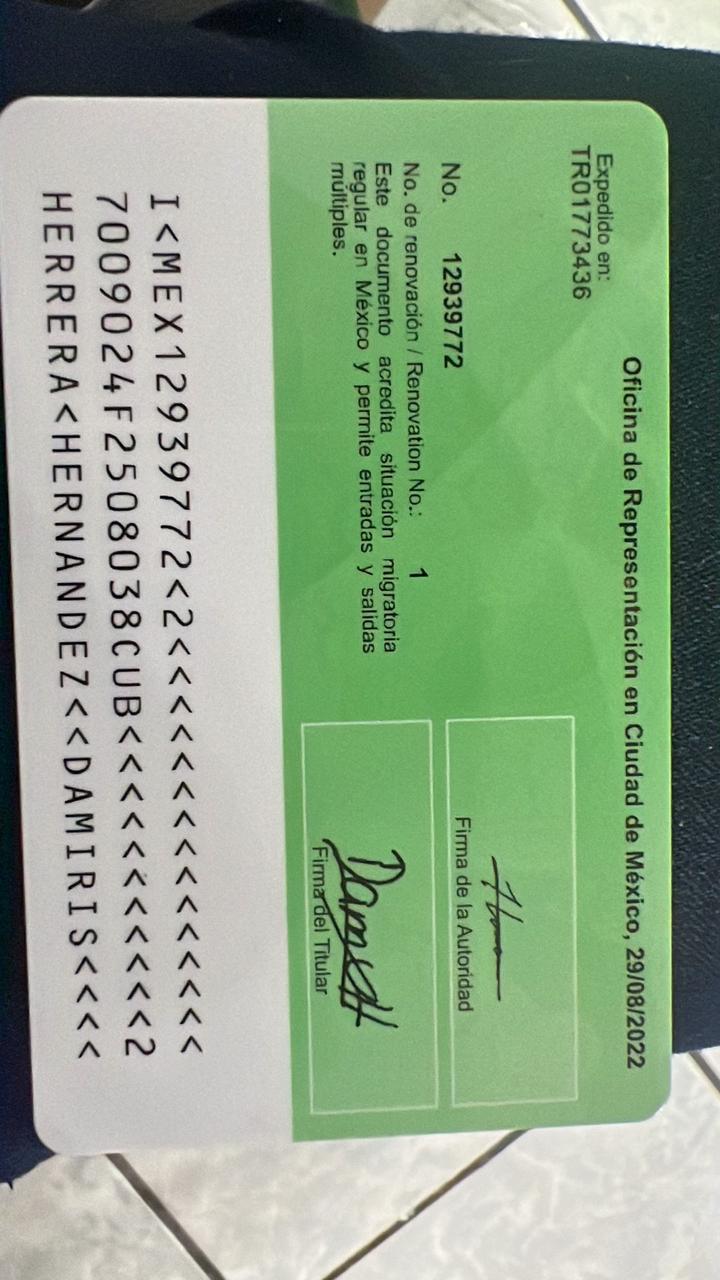 Oficina de Representación en Ciudad de México, 29/08/2022
Expedido en:
TR01773436
No. 12939772
No. de renovación / Renovation No.: 1
Este documento acredita situación migratoria
regular en México y permite entradas y salidas
múltiples.
Firma de la Autoridad
Firma del Titular
I<MEX12939772<2<<<<<<<<<<<<<<<
7009024F2508038CUB<<<<<<<<<<<2
HERRERA<HERNANDEZ<<DAMIRIS<<<<